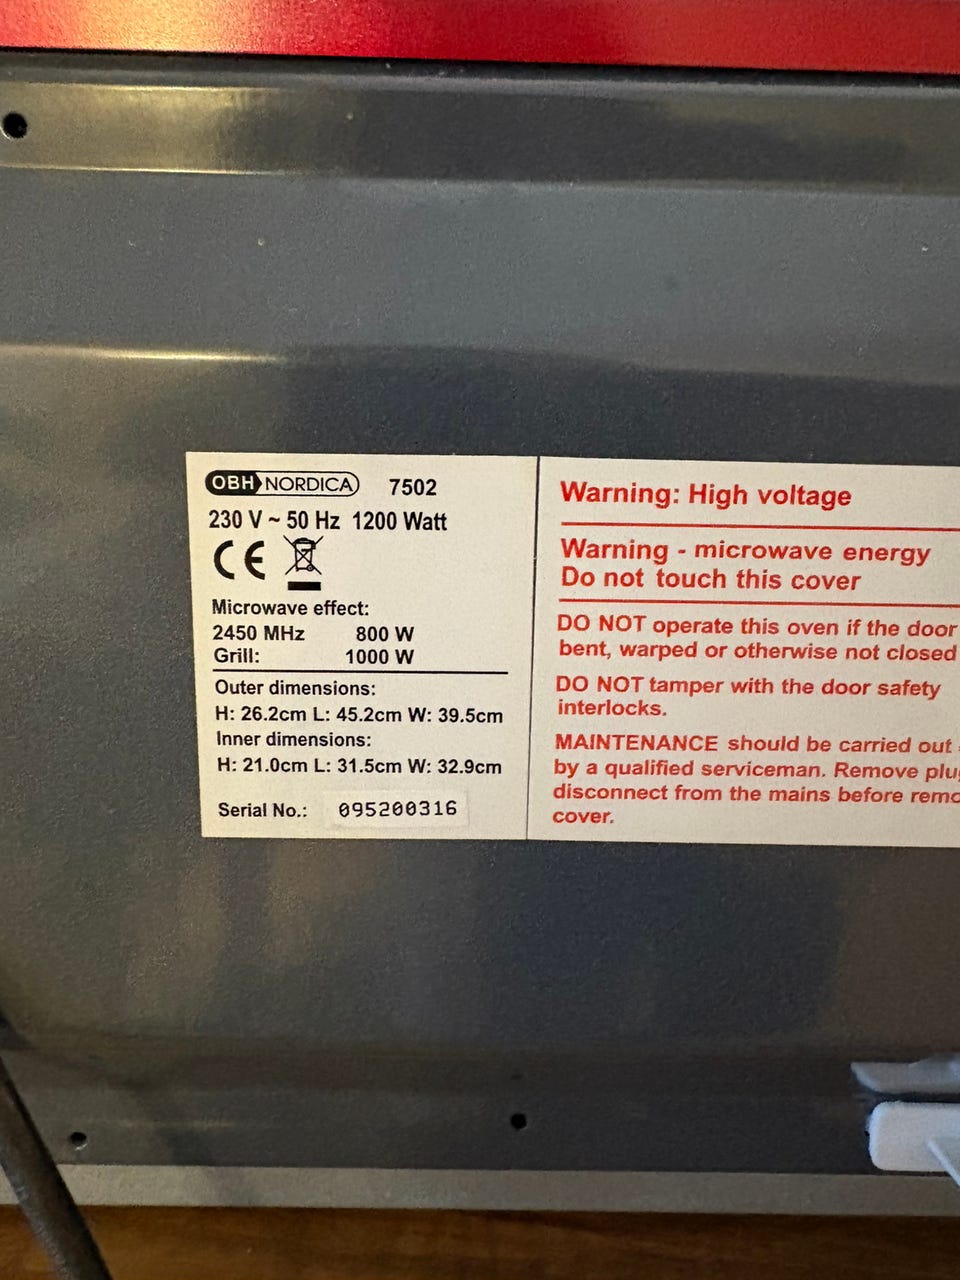 OBH NORDICA 7502
230 V ~ 50 Hz 1200 Watt
CE
Microwave effect:
2450 MHz 800 W
Grill: 1000 W
Outer dimensions:
H: 26.2cm L: 45.2cm W: 39.5cm
Inner dimensions:
H: 21.0cm L: 31.5cm W: 32.9cm
Serial No.: 095200316
Warning: High voltage
Warning - microwave energy
Do not touch this cover
DO NOT operate this oven if the door
bent, warped or otherwise not closed
DO NOT tamper with the door safety
interlocks.
MAINTENANCE should be carried out
by a qualified serviceman. Remove
disconnect from the mains before
cover.